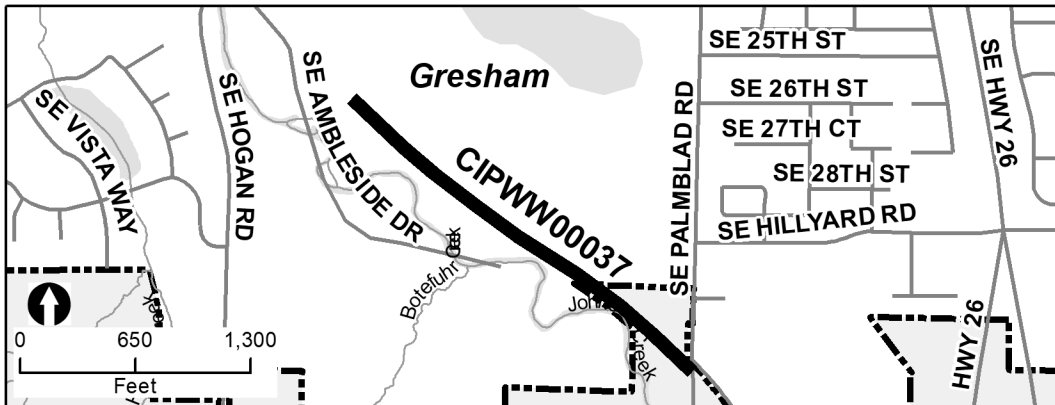 SE 25TH ST
SE 26TH ST
SE 27TH CT
SE 28TH ST
SE HILLYARD RD
SE HWY 26
HWY 26
SE PALMBLAD RD
Gresham
CIPWW00037
SE AMBLESIDE DR
SE HOGAN RD
SE VISTA WAY
Botefuhr Creek
Creek
0 650 1,300
Feet